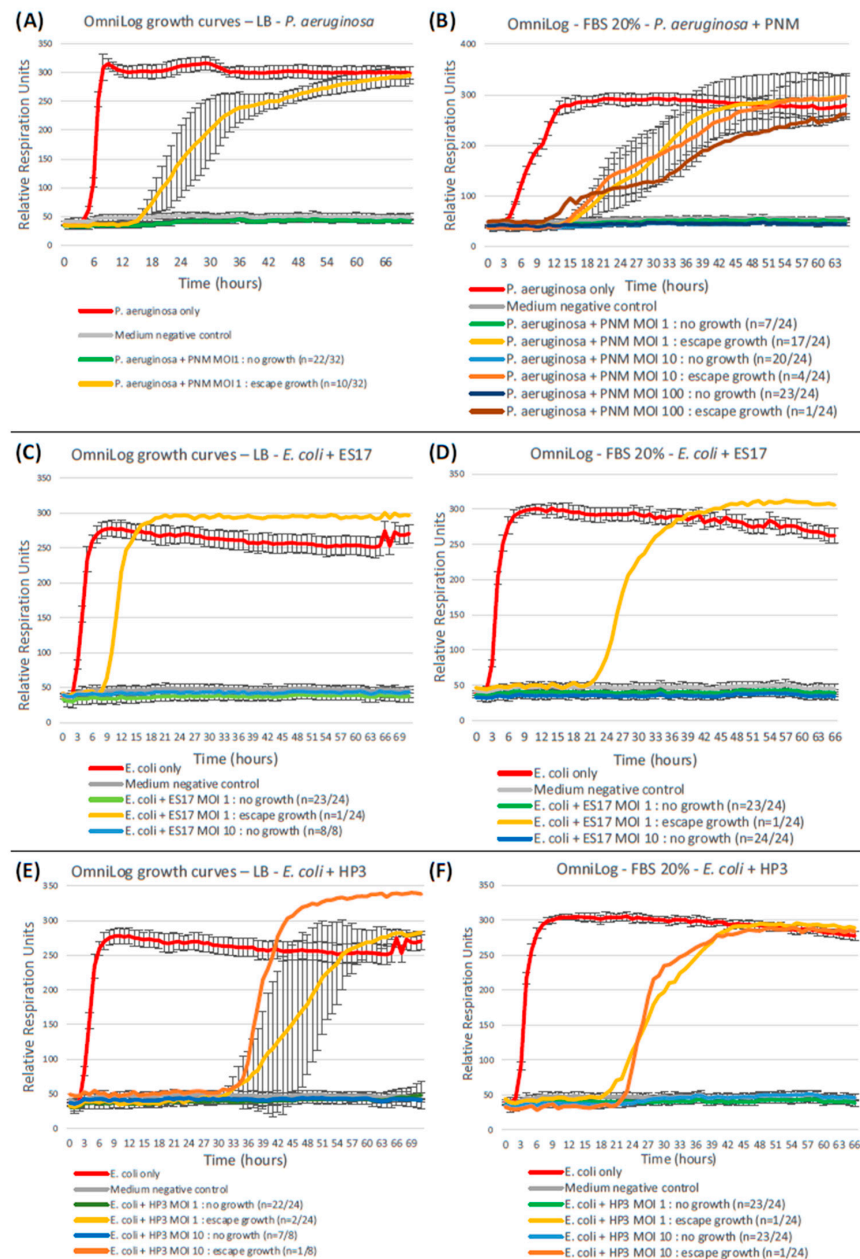 (A) OmniLog growth curves – LB - P. aeruginosa
Relative Respiration Units
350
300
250
200
150
100
50
0
0 6 12 18 24 30 36 42 48 54 60 66
Time (hours)
P. aeruginosa only
Medium negative control
P. aeruginosa + PNM MOI1 : no growth (n=22/32)
P. aeruginosa + PNM MOI 1 : escape growth (n=10/32)
(B) OmniLog - FBS 20% - P. aeruginosa + PNM
Relative Respiration Units
400
300
200
100
0
0 3 6 9 12 15 18 21 24 27 30 33 36 39 42 45 48 51 54 57 60 63
Time (hours)
P. aeruginosa only
Medium negative control
P. aeruginosa + PNM MOI 1 : no growth (n=7/24)
P. aeruginosa + PNM MOI 1 : escape growth (n=17/24)
P. aeruginosa + PNM MOI 10 : no growth (n=20/24)
P. aeruginosa + PNM MOI 10 : escape growth (n=4/24)
P. aeruginosa + PNM MOI 100 : no growth (n=23/24)
P. aeruginosa + PNM MOI 100 : escape growth (n=1/24)
(C) OmniLog growth curves – LB - E. coli + ES17
Relative Respiration Units
350
300
250
200
150
100
50
0
0 3 6 9 12 15 18 21 24 27 30 33 36 39 42 45 48 51 54 57 60 63 66 69
Time (hours)
E. coli only
Medium negative control
E. coli + ES17 MOI 1 : no growth (n=23/24)
E. coli + ES17 MOI 1 : escape growth (n=1/24)
E. coli + ES17 MOI 10 : no growth (n=8/8)
(D) OmniLog - FBS 20% - E. coli + ES17
Relative Respiration Units
350
300
250
200
150
100
50
0
0 3 6 9 12 15 18 21 24 27 30 33 36 39 42 45 48 51 54 57 60 63 66
Time (hours)
E. coli only
Medium negative control
E. coli + ES17 MOI 1 : no growth (n=23/24)
E. coli + ES17 MOI 1 : escape growth (n=1/24)
E. coli + ES17 MOI 10 : no growth (n=24/24)
(E) OmniLog growth curves – LB - E. coli + HP3
Relative Respiration Units
350
300
250
200
150
100
50
0
0 3 6 9 12 15 18 21 24 27 30 33 36 39 42 45 48 51 54 57 60 63 66 69
Time (hours)
E. coli only
Medium negative control
E. coli + HP3 MOI 1 : no growth (n=22/24)
E. coli + HP3 MOI 1 : escape growth (n=2/24)
E. coli + HP3 MOI 10 : no growth (n=7/8)
E. coli + HP3 MOI 10 : escape growth (n=1/8)
(F) OmniLog - FBS 20% - E. coli + HP3
Relative Respiration Units
350
300
250
200
150
100
50
0
0 3 6 9 12 15 18 21 24 27 30 33 36 39 42 45 48 51 54 57 60 63 66
Time (hours)
E. coli only
Medium negative control
E. coli + HP3 MOI 1 : no growth (n=23/24)
E. coli + HP3 MOI 1 : escape growth (n=1/24)
E. coli + HP3 MOI 10 : no growth (n=23/24)
E. coli + HP3 MOI 10 : escape growth (n=1/24)